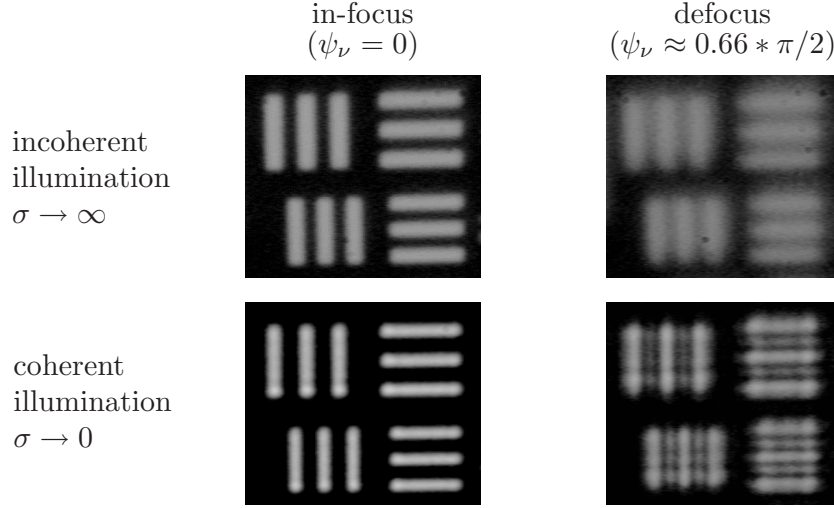 in-focus
(ψ_ν = 0)
defocus
(ψ_ν ≈ 0.66 ∗ π/2)
incoherent
illumination
σ → ∞
coherent
illumination
σ → 0